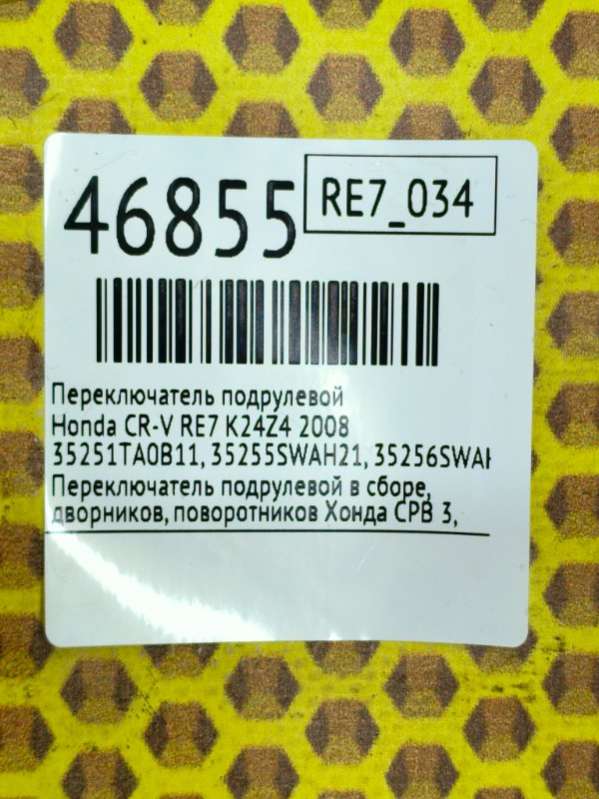 46855
RE7_034
Переключатель подрулевой
Honda CR-V RE7 K24Z4 2008
35251TA0B11, 35255SWAH21, 35256SWAH
Переключатель подрулевой в сборе,
дворников, поворотников Хонда СРВ 3,